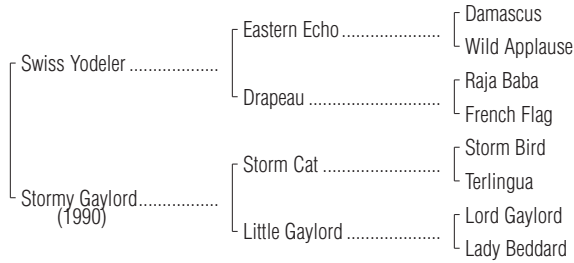 Damascus
Eastern Echo ....................
Wild Applause
Swiss Yodeler ..................
Raja Baba
Drapeau ...........................
French Flag
Storm Bird
Storm Cat ........................
Terlingua
Stormy Gaylord................
(1990)
Lord Gaylord
Little Gaylord ...................
Lady Beddard